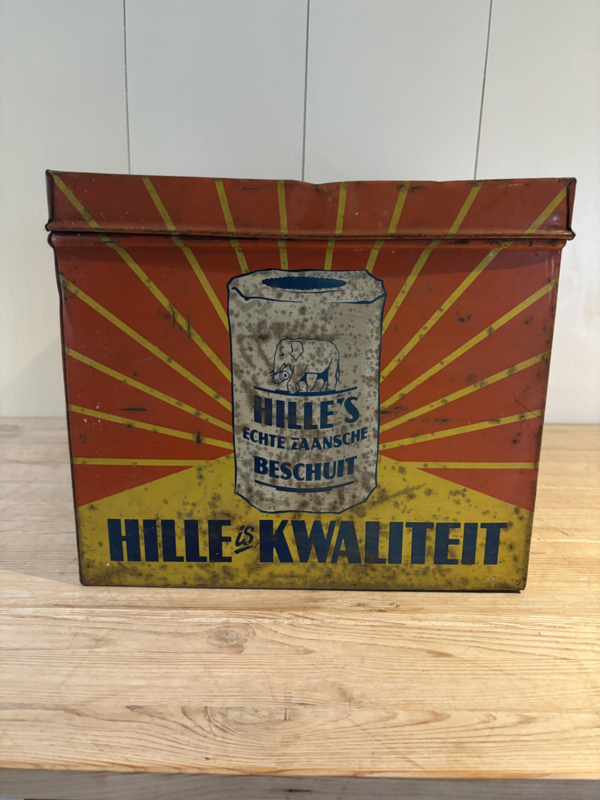 HILLE'S
ECHTE ZAANSCHE
BESCHUIT
HILLE is KWALITEIT